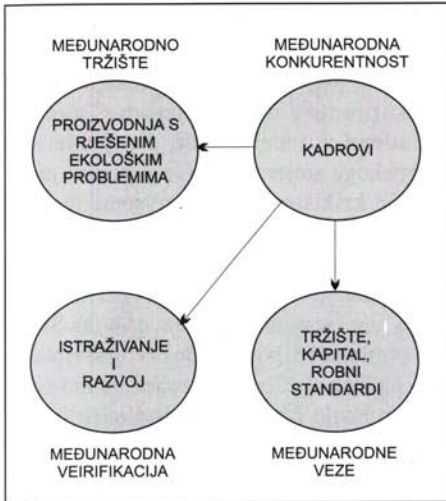 MEĐUNARODNO
TRŽIŠTE
MEĐUNARODNA
KONKURENTNOST
PROIZVODNJA S
RJEŠENIM
EKOLOŠKIM
PROBLEMIMA
KADROVI
ISTRAŽIVANJE
I
RAZVOJ
TRŽIŠTE,
KAPITAL,
ROBNI
STANDARDI
MEĐUNARODNA
VEIRIFIKACIJA
MEĐUNARODNE
VEZE